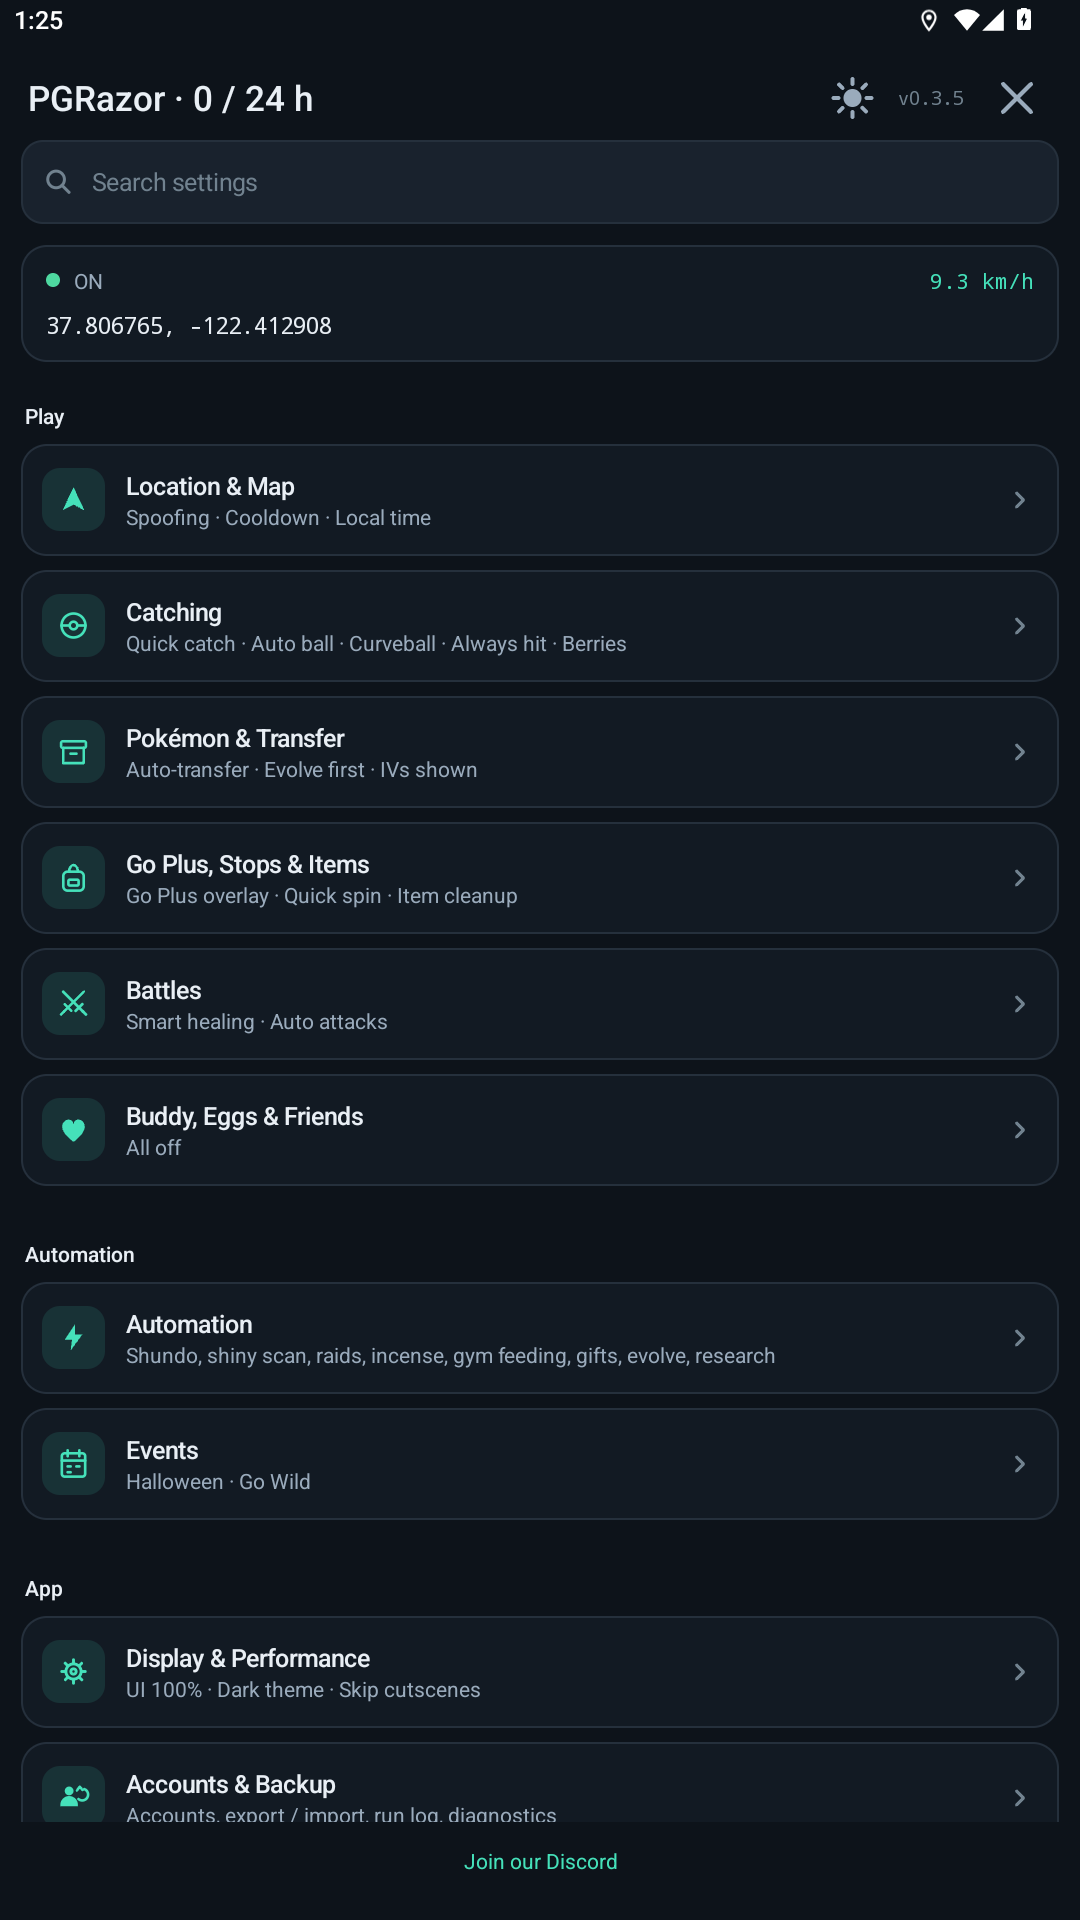 1:25
PGRazor · 0 / 24 h
v0.3.5
Search settings
ON
9.3 km/h
37.806765, -122.412908
Play
Location & Map
Spoofing · Cooldown · Local time
Catching
Quick catch · Auto ball · Curveball · Always hit · Berries
Pokémon & Transfer
Auto-transfer · Evolve first · IVs shown
Go Plus, Stops & Items
Go Plus overlay · Quick spin · Item cleanup
Battles
Smart healing · Auto attacks
Buddy, Eggs & Friends
All off
Automation
Automation
Shundo, shiny scan, raids, incense, gym feeding, gifts, evolve, research
Events
Halloween · Go Wild
App
Display & Performance
UI 100% · Dark theme · Skip cutscenes
Accounts & Backup
Accounts, export / import, run log, diagnostics
Join our Discord